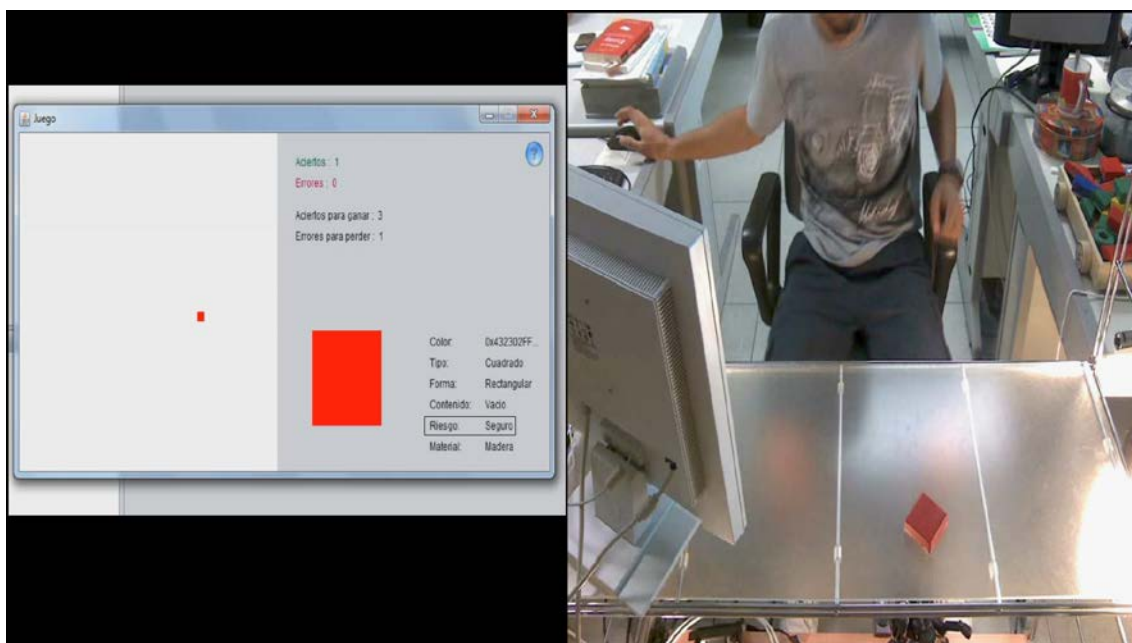 Juego
Aciertos : 1
Errores : 0
Aciertos para ganar : 3
Errores para perder : 1
Color: 0x432302FF...
Tipo: Cuadrado
Forma: Rectangular
Contenido: Vacio
Riesgo: Seguro
Material: Madera